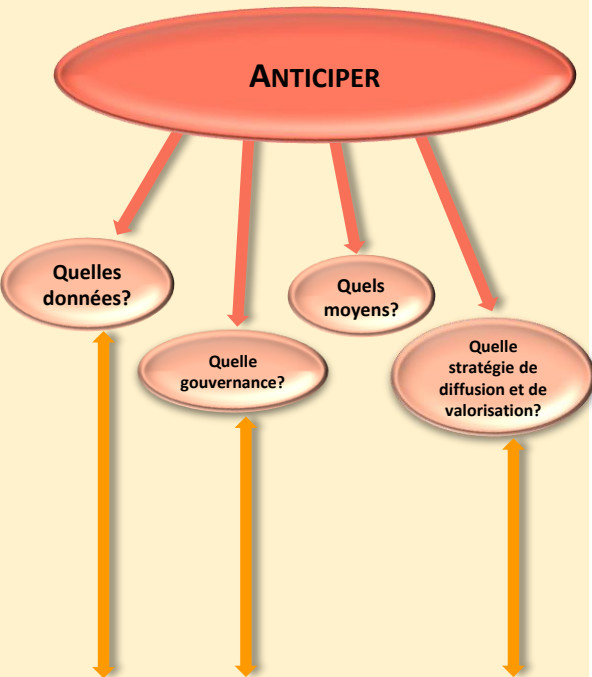 ANTICIPER
Quelles
données?
Quels
moyens?
Quelle
gouvernance?
Quelle
stratégie de
diffusion et de
valorisation?